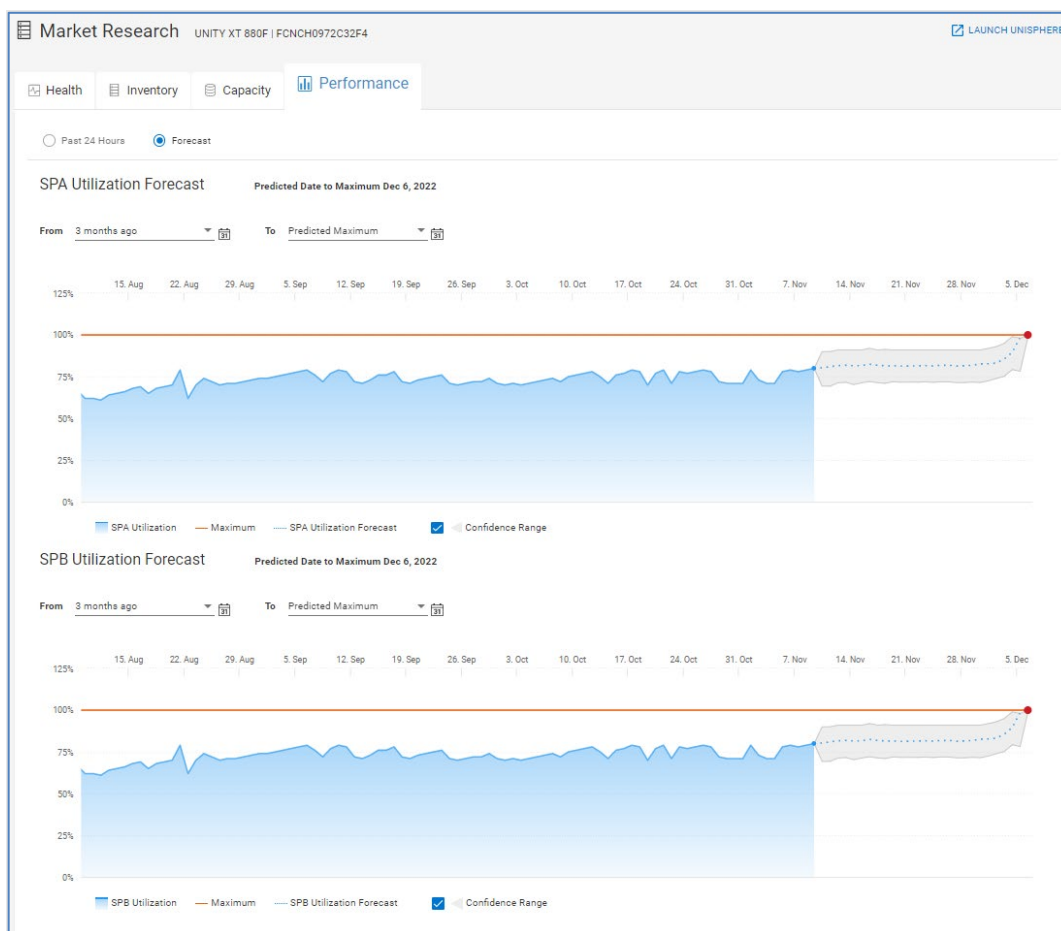 Market Research UNITY XT 880F | FCNCH0972C32F4 LAUNCH UNISPHERE
Health Inventory Capacity Performance
Past 24 Hours Forecast
SPA Utilization Forecast Predicted Date to Maximum Dec 6, 2022
From 3 months ago 31 To Predicted Maximum 31
15. Aug 22. Aug 29. Aug 5. Sep 12. Sep 19. Sep 26. Sep 3. Oct 10. Oct 17. Oct 24. Oct 31. Oct 7. Nov 14. Nov 21. Nov 28. Nov 5. Dec
125%
100%
75%
50%
25%
0%
SPA Utilization Maximum SPA Utilization Forecast Confidence Range
SPB Utilization Forecast Predicted Date to Maximum Dec 6, 2022
From 3 months ago 31 To Predicted Maximum 31
15. Aug 22. Aug 29. Aug 5. Sep 12. Sep 19. Sep 26. Sep 3. Oct 10. Oct 17. Oct 24. Oct 31. Oct 7. Nov 14. Nov 21. Nov 28. Nov 5. Dec
125%
100%
75%
50%
25%
0%
SPB Utilization Maximum SPB Utilization Forecast Confidence Range